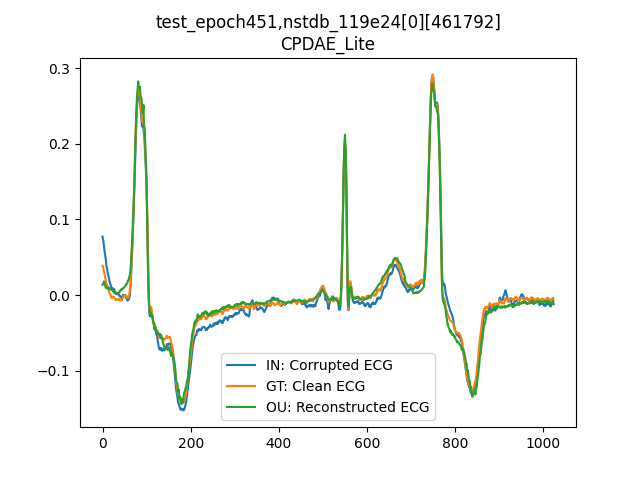 test_epoch451,nstdb_119e24[0][461792]
CPDAE_Lite
0.3
0.2
0.1
0.0
−0.1
IN: Corrupted ECG
GT: Clean ECG
OU: Reconstructed ECG
0 200 400 600 800 1000